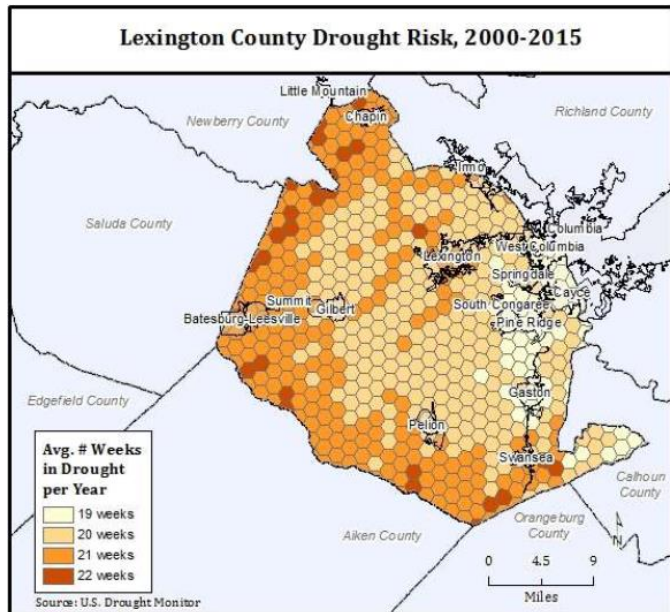 Lexington County Drought Risk, 2000-2015
Little Mountain
Newberry County
Chapin
Richland County
Irmo
Saluda County
Columbia
West Columbia
Lexington
Springdale
Cayce
Summit
Gilbert
South Congaree
Batesburg-Leesville
Pine Ridge
Gaston
Edgefield County
Pelion
Swansea
Calhoun
County
Orangeburg
County
Aiken County
Avg. # Weeks
in Drought
per Year
19 weeks
20 weeks
21 weeks
22 weeks
N
0 4.5 9
Miles
Source: U.S. Drought Monitor